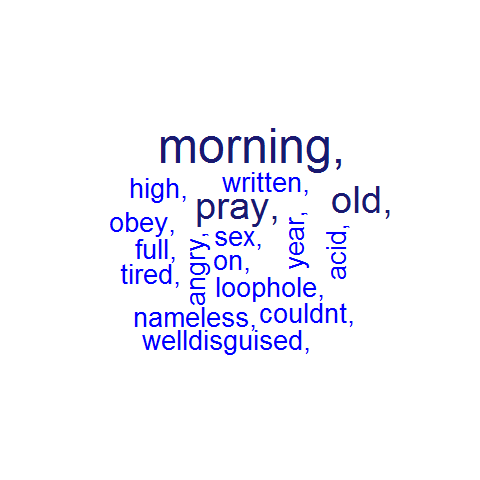 morning,
high,
written,
pray,
old,
obey,
sex,
year,
acid,
full,
on,
angry,
tired,
loophole,
nameless,
couldnt,
welldisguised,